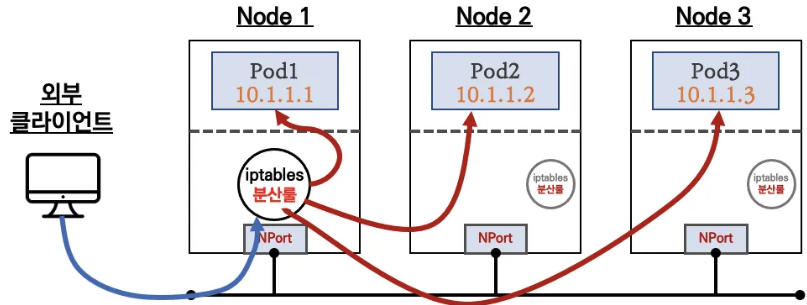 Node 1
Node 2
Node 3
외부
클라이언트
Pod1
10.1.1.1
Pod2
10.1.1.2
Pod3
10.1.1.3
iptables
분산룰
iptables
분산룰
iptables
분산룰
NPort
NPort
NPort